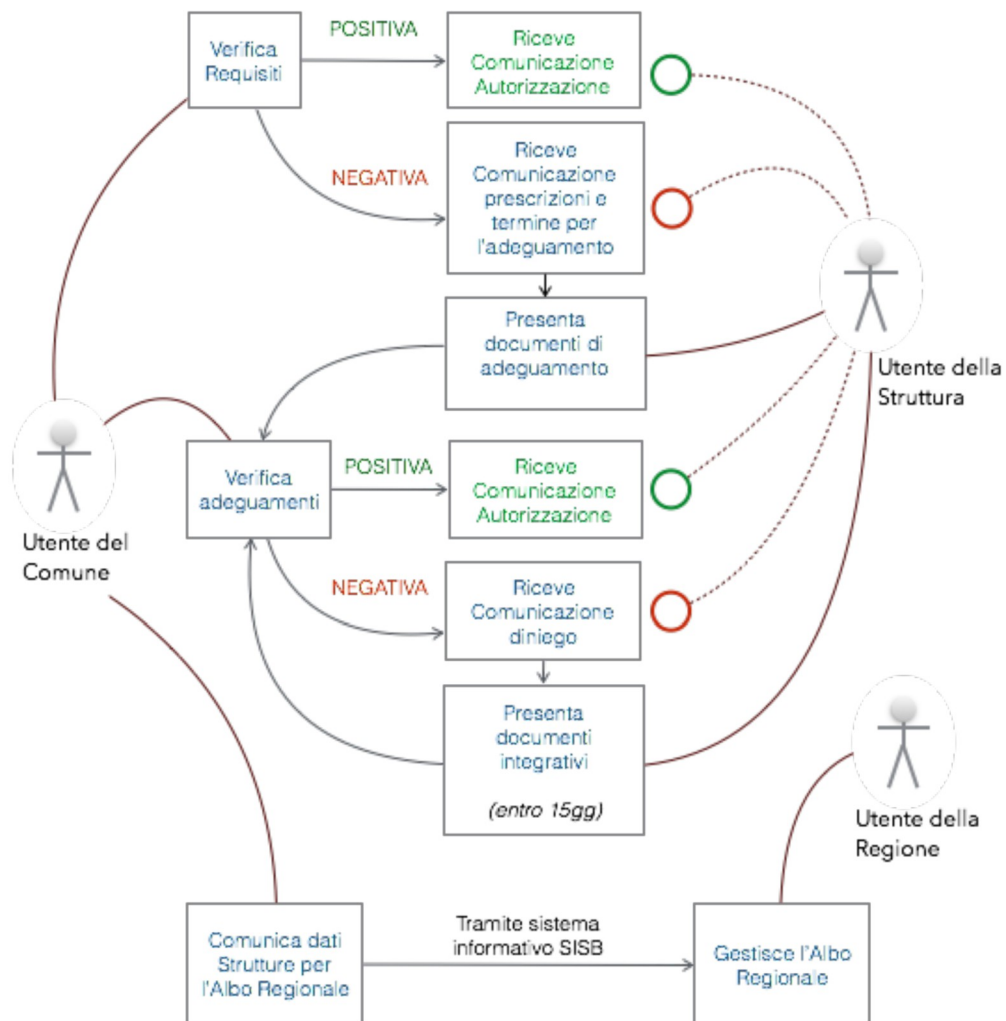 POSITIVA
Verifica
Requisiti
Riceve
Comunicazione
Autorizzazione
NEGATIVA
Riceve
Comunicazione
prescrizioni e
termine per
l'adeguamento
Presenta
documenti di
adeguamento
Utente della
Struttura
Utente del
Comune
Verifica
adeguamenti
POSITIVA
Riceve
Comunicazione
Autorizzazione
NEGATIVA
Riceve
Comunicazione
diniego
Presenta
documenti
integrativi
(entro 15gg)
Utente della
Regione
Comunica dati
Strutture per
l'Albo Regionale
Tramite sistema
informativo SISB
Gestisce l'Albo
Regionale